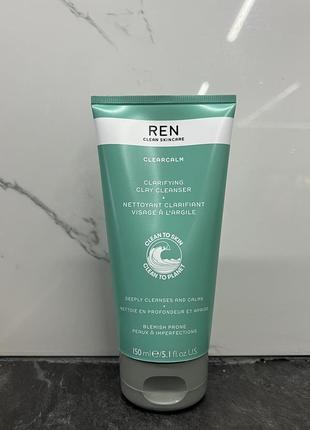 REN
CLEAN SKINCARE
CLEARCALM
CLARIFYING
CLAY CLEANSER
NETTOYANT CLARIFIANT
VISAGE À L'ARGILE
CLEAN TO SKIN
CLEAN TO PLANET
DEEPLY CLEANSES AND CALMS
NETTOIE EN PROFONDEUR ET APAISE
BLEMISH PRONE
PEAUX À IMPERFECTIONS
150 ml e/5.1 fl.oz. US